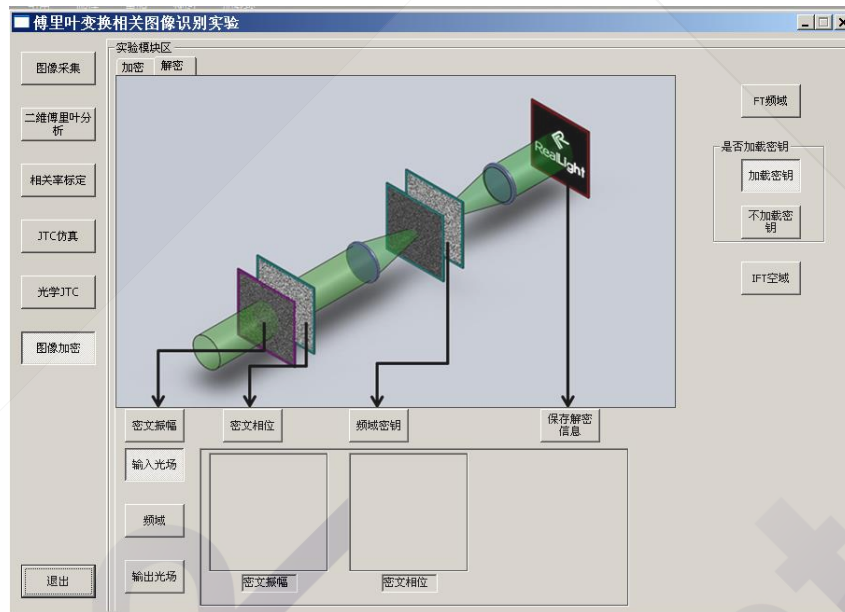 傅里叶变换相关图像识别实验
实验模块区
加密 解密
图像采集
二维傅里叶分
析
相关率标定
JTC仿真
光学JTC
图像加密
退出
RealLight
FT频域
是否加载密钥
加载密钥
不加载密
钥
IFT空域
密文振幅
密文相位
频域密钥
保存解密
信息
输入光场
频域
输出光场
密文振幅
密文相位